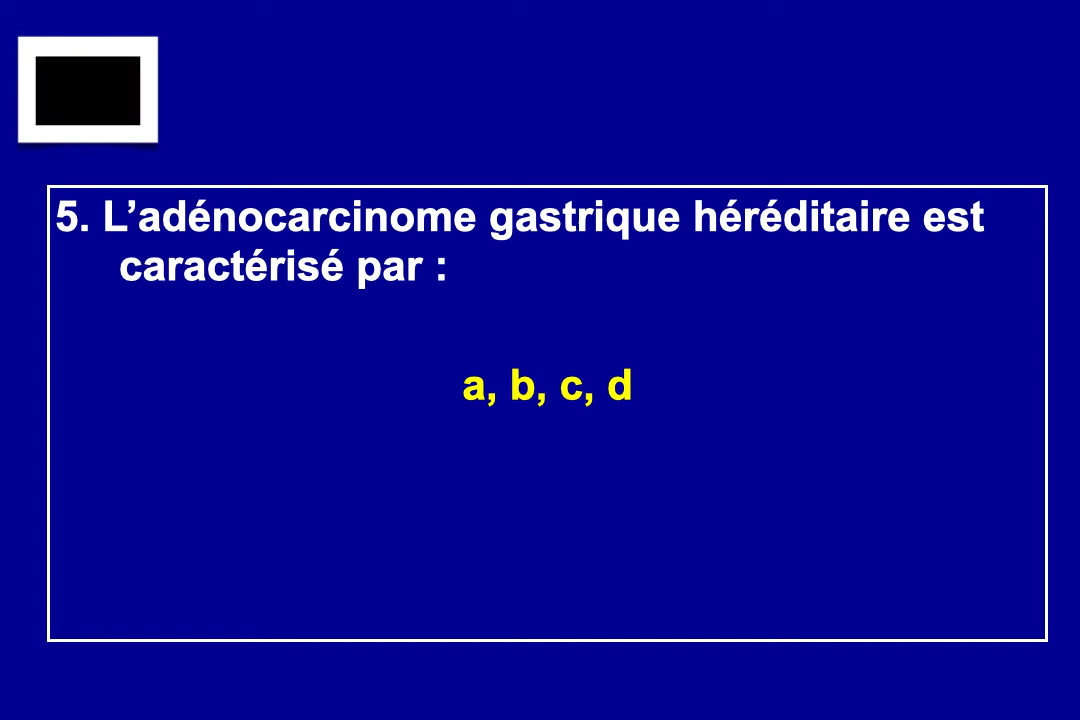 5. L’adénocarcinome gastrique héréditaire est
caractérisé par :
a, b, c, d